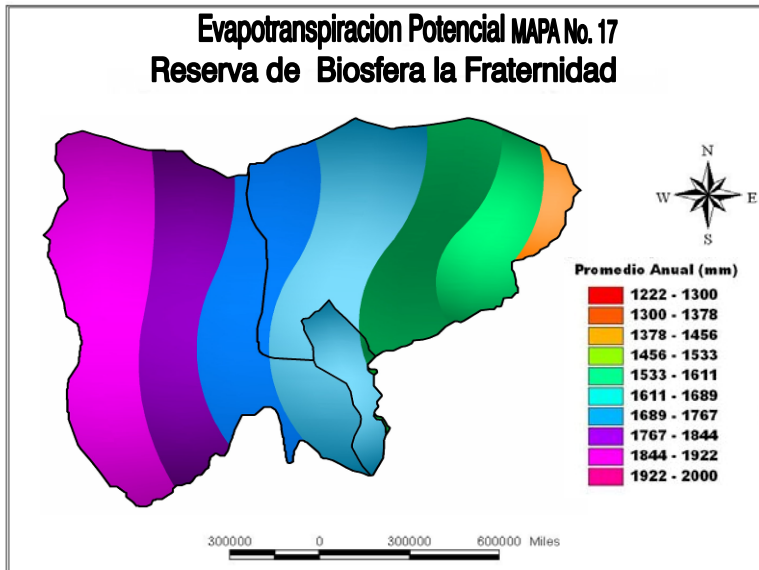 Evapotranspiracion Potencial MAPA No. 17
Reserva de Biosfera la Fraternidad
N
W E
S
Promedio Anual (mm)
1222 - 1300
1300 - 1378
1378 - 1456
1456 - 1533
1533 - 1611
1611 - 1689
1689 - 1767
1767 - 1844
1844 - 1922
1922 - 2000
300000 0 300000 600000 Miles